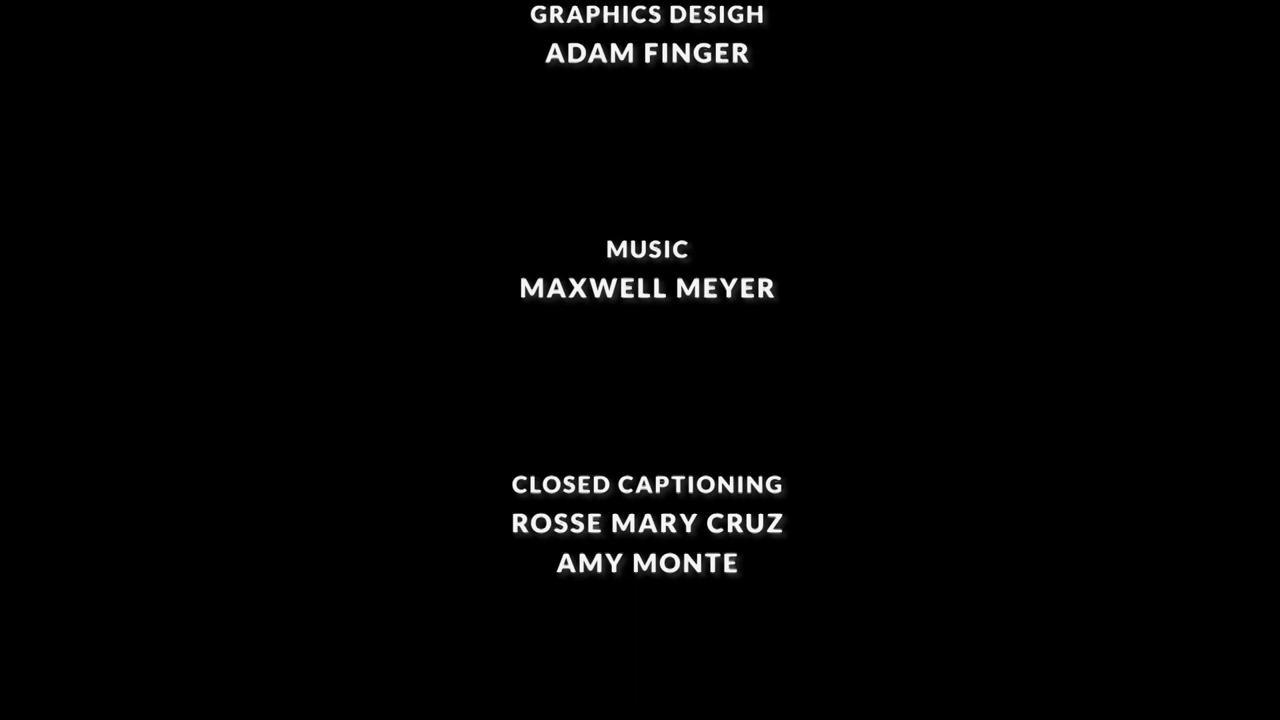 GRAPHICS DESIGH
ADAM FINGER
MUSIC
MAXWELL MEYER
CLOSED CAPTIONING
ROSSE MARY CRUZ
AMY MONTE